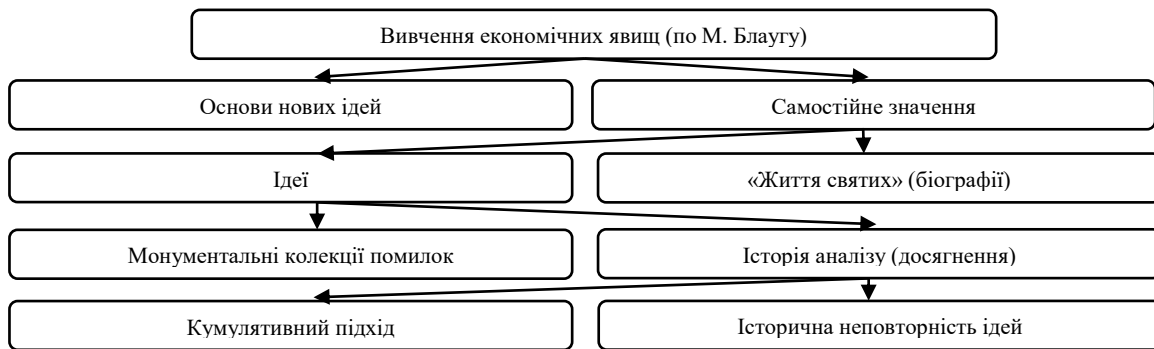 Вивчення економічних явищ (по М. Блаугу)
Основи нових ідей
Самостійне значення
Ідеї
«Життя святих» (біографії)
Монументальні колекції помилок
Історія аналізу (досягнення)
Кумулятивний підхід
Історична неповторність ідей